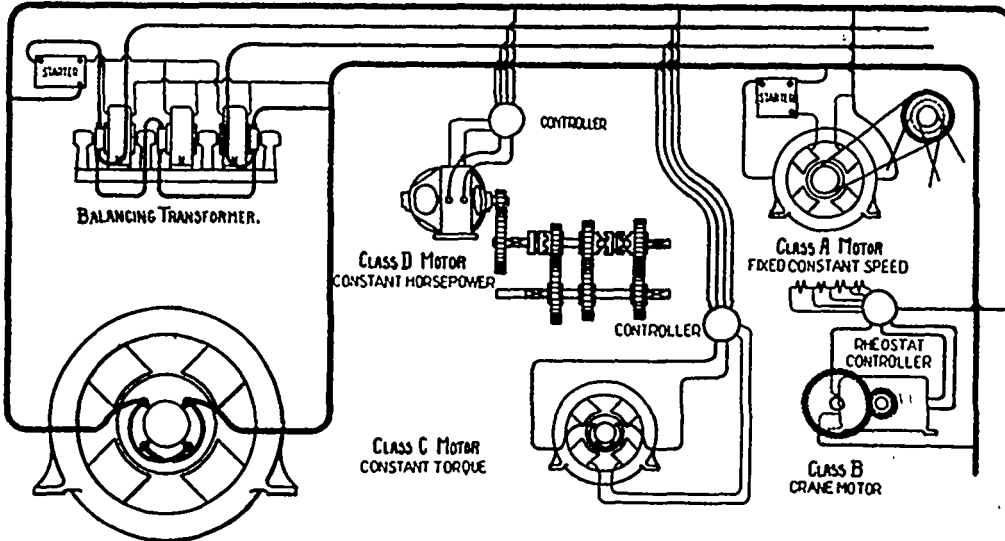 STARTER
BALANCING TRANSFORMER.
CONTROLLER
CLASS D MOTOR
CONSTANT HORSEPOWER
STARTER
CLASS A MOTOR
FIXED CONSTANT SPEED
CONTROLLER
RHEOSTAT
CONTROLLER
CLASS C MOTOR
CONSTANT TORQUE
CLASS B
CRANE MOTOR